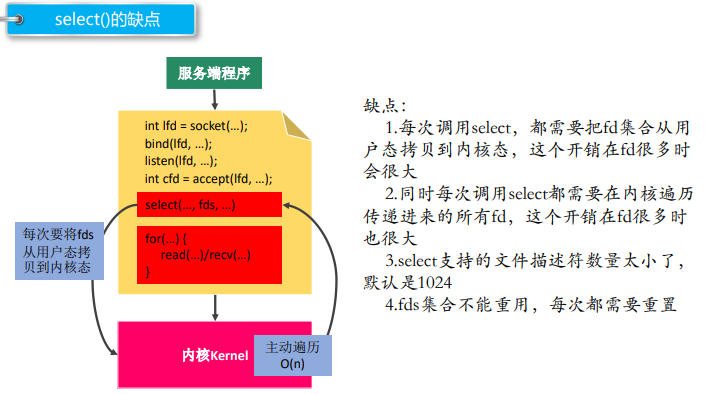 select()的缺点
服务端程序
int lfd = socket(…);
bind(lfd, …);
listen(lfd, …);
int cfd = accept(lfd, …);
select(…, fds, …)
for(…) {
read(…)/recv(…)
}
每次要将fds
从用户态拷
贝到内核态
内核Kernel
主动遍历
O(n)
缺点：
1.每次调用select，都需要把fd集合从用
户态拷贝到内核态，这个开销在fd很多时
会很大
2.同时每次调用select都需要在内核遍历
传递进来的所有fd，这个开销在fd很多时
也很大
3.select支持的文件描述符数量太小了，
默认是1024
4.fds集合不能重用，每次都需要重置